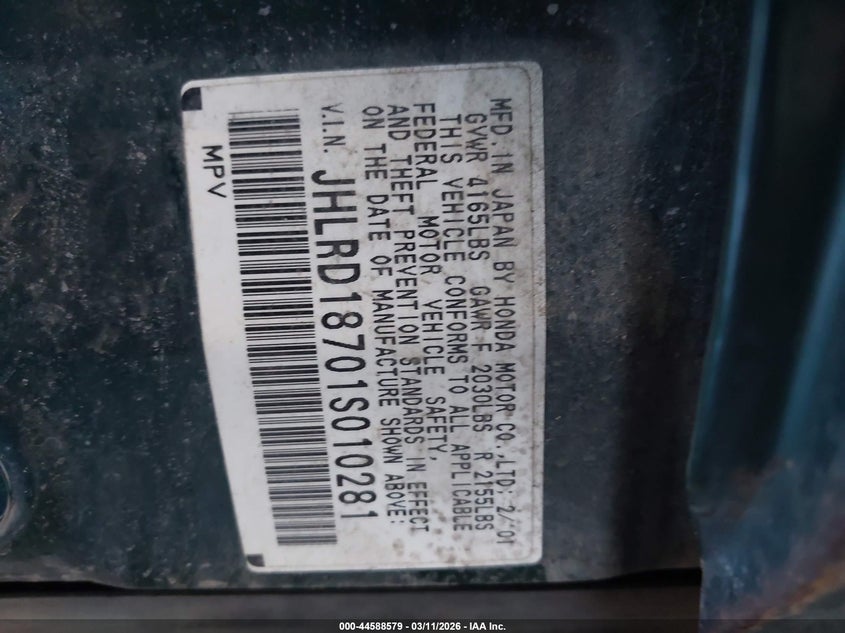 MFD. IN JAPAN BY HONDA MOTOR CO., LTD; 2/'01
GVWR 4165LBS GAWR F 2030LBS R 2155LBS
THIS VEHICLE CONFORMS TO ALL APPLICABLE
FEDERAL MOTOR VEHICLE SAFETY,
AND THEFT PREVENTION STANDARDS IN EFFECT
ON THE DATE OF MANUFACTURE SHOWN ABOVE:
V.I.N. JHLRD18701S010281
MPV
000-44588579 - 03/11/2026 - IAA Inc.